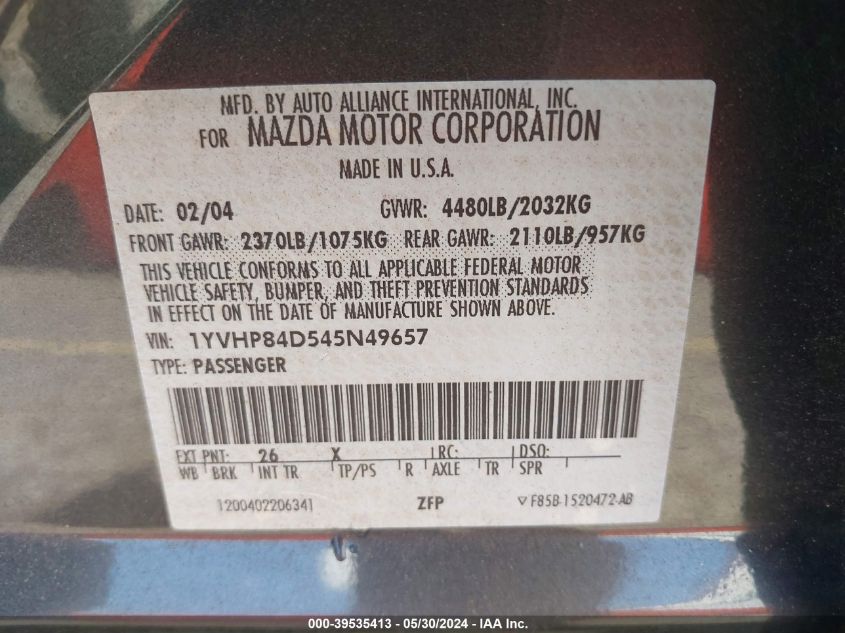 MFD. BY AUTO ALLIANCE INTERNATIONAL, INC.
FOR MAZDA MOTOR CORPORATION
MADE IN U.S.A.
DATE: 02/04 GVWR: 4480LB/2032KG
FRONT GAWR: 2370LB/1075KG REAR GAWR: 2110LB/957KG
THIS VEHICLE CONFORMS TO ALL APPLICABLE FEDERAL MOTOR
VEHICLE SAFETY, BUMPER, AND THEFT PREVENTION STANDARDS
IN EFFECT ON THE DATE OF MANUFACTURE SHOWN ABOVE.
VIN: 1YVHP84D545N49657
TYPE: PASSENGER
EXT PNT: 26 X RC: DSO:
WB BRK INT TR TP/PS R AXLE TR SPR
1200402206341 ZFP F85B-1520472-AB
000-39535413 - 05/30/2024 - IAA Inc.